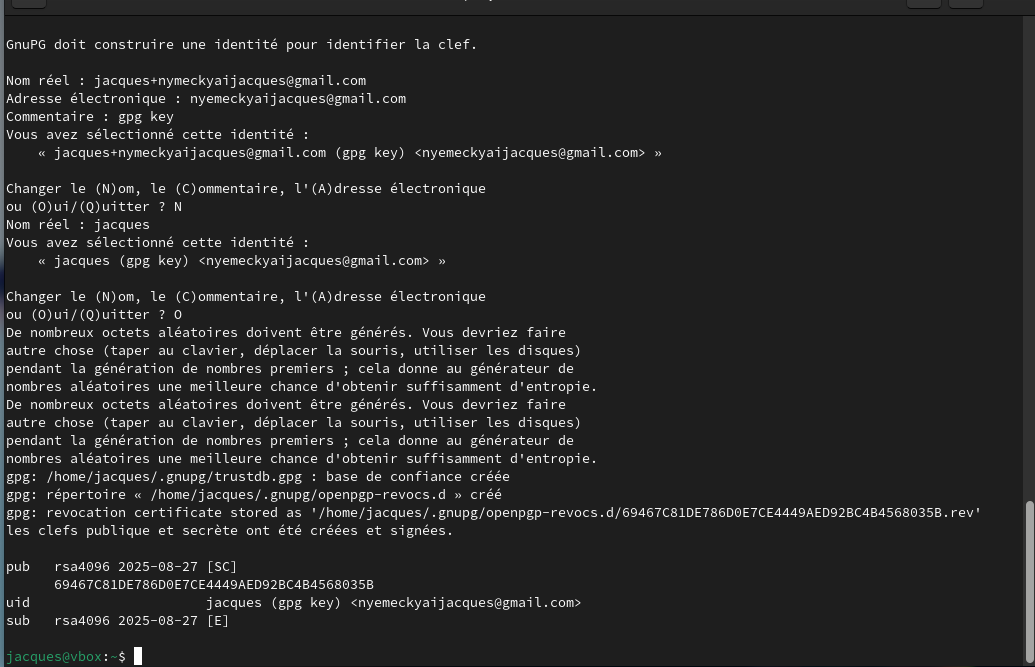 GnuPG doit construire une identité pour identifier la clef.
Nom réel : jacques+nymeckyaijacques@gmail.com
Adresse électronique : nyemeckyaijacques@gmail.com
Commentaire : gpg key
Vous avez sélectionné cette identité :
« jacques+nymeckyaijacques@gmail.com (gpg key) <nyemeckyaijacques@gmail.com> »
Changer le (N)om, le (C)ommentaire, l'(A)dresse électronique
ou (O)ui/(Q)uitter ? N
Nom réel : jacques
Vous avez sélectionné cette identité :
« jacques (gpg key) <nyemeckyaijacques@gmail.com> »
Changer le (N)om, le (C)ommentaire, l'(A)dresse électronique
ou (O)ui/(Q)uitter ? O
De nombreux octets aléatoires doivent être générés. Vous devriez faire
autre chose (taper au clavier, déplacer la souris, utiliser les disques)
pendant la génération de nombres premiers ; cela donne au générateur de
nombres aléatoires une meilleure chance d'obtenir suffisamment d'entropie.
De nombreux octets aléatoires doivent être générés. Vous devriez faire
autre chose (taper au clavier, déplacer la souris, utiliser les disques)
pendant la génération de nombres premiers ; cela donne au générateur de
nombres aléatoires une meilleure chance d'obtenir suffisamment d'entropie.
gpg: /home/jacques/.gnupg/trustdb.gpg : base de confiance créée
gpg: répertoire « /home/jacques/.gnupg/openpgp-revocs.d » créé
gpg: revocation certificate stored as '/home/jacques/.gnupg/openpgp-revocs.d/69467C81DE786D0E7CE4449AED92BC4B4568035B.rev'
les clefs publique et secrète ont été créées et signées.
pub rsa4096 2025-08-27 [SC]
69467C81DE786D0E7CE4449AED92BC4B4568035B
uid jacques (gpg key) <nyemeckyaijacques@gmail.com>
sub rsa4096 2025-08-27 [E]
jacques@vbox:~$